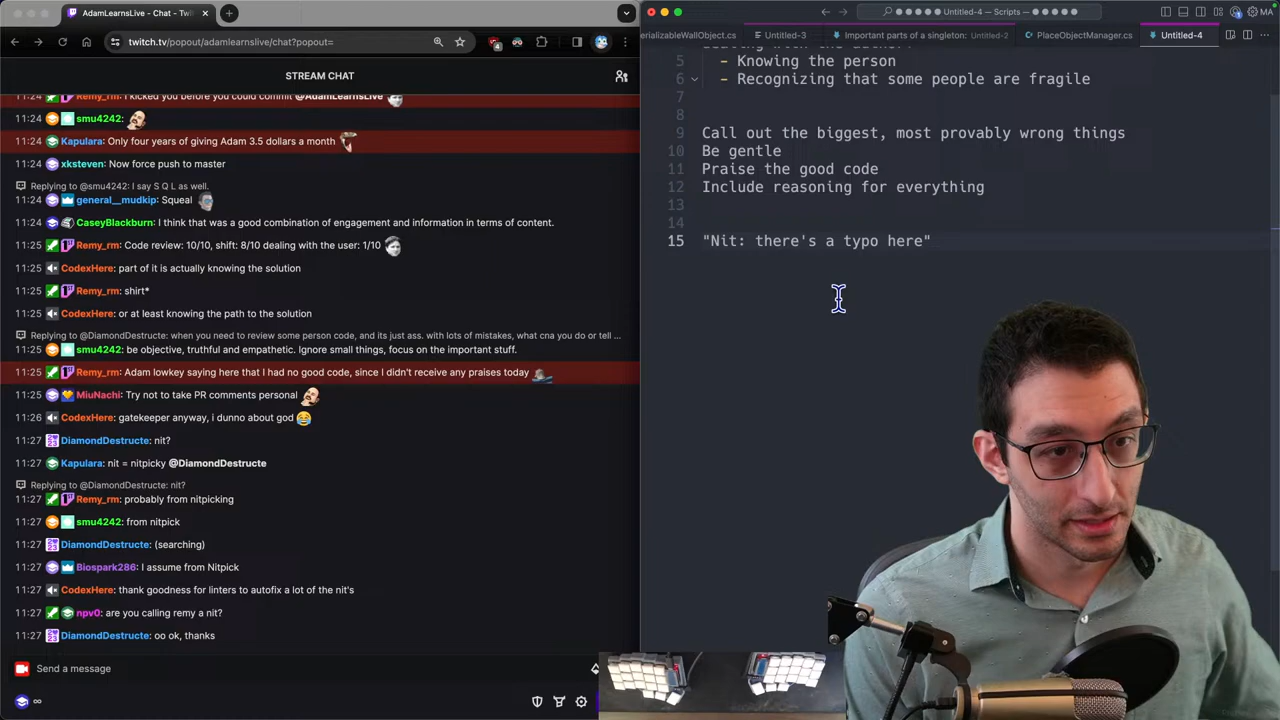 AdamLearnsLive - Chat - Twi
twitch.tv/popout/adamlearnslive/chat?popout=
STREAM CHAT
11:24 Remy_rm: I kicked you before you could commit @AdamLearnsLive
11:24 smu4242:
11:24 Kapulara: Only four years of giving Adam 3.5 dollars a month
11:24 xksteven: Now force push to master
Replying to @smu4242: I say S Q L as well.
11:24 general__mudkip: Squeal
11:24 CaseyBlackburn: I think that was a good combination of engagement and information in terms of content.
11:25 Remy_rm: Code review: 10/10, shift: 8/10 dealing with the user: 1/10
11:25 CodexHere: part of it is actually knowing the solution
11:25 Remy_rm: shirt*
11:25 CodexHere: or at least knowing the path to the solution
Replying to @DiamondDestructe: when you need to review some person code, and its just ass. with lots of mistakes, what cna you do or tell ...
11:25 smu4242: be objective, truthful and empathetic. Ignore small things, focus on the important stuff.
11:25 Remy_rm: Adam lowkey saying here that I had no good code, since I didn't receive any praises today
11:25 MiuNachi: Try not to take PR comments personal
11:26 CodexHere: gatekeeper anyway, i dunno about god 😂
11:27 DiamondDestructe: nit?
11:27 Kapulara: nit = nitpicky @DiamondDestructe
Replying to @DiamondDestructe: nit?
11:27 Remy_rm: probably from nitpicking
11:27 smu4242: from nitpick
11:27 DiamondDestructe: (searching)
11:27 Biospark286: I assume from Nitpick
11:27 CodexHere: thank goodness for linters to autofix a lot of the nit's
11:27 npv0: are you calling remy a nit?
11:27 DiamondDestructe: oo ok, thanks
Send a message
∞
Untitled-4 — Scripts
MA
erializableWallObject.cs
Untitled-3
Important parts of a singleton: Untitled-2
PlaceObjectManager.cs
Untitled-4
5 - Knowing the person
6 - Recognizing that some people are fragile
7
8
9 Call out the biggest, most provably wrong things
10 Be gentle
11 Praise the good code
12 Include reasoning for everything
13
14
15 "Nit: there's a typo here"